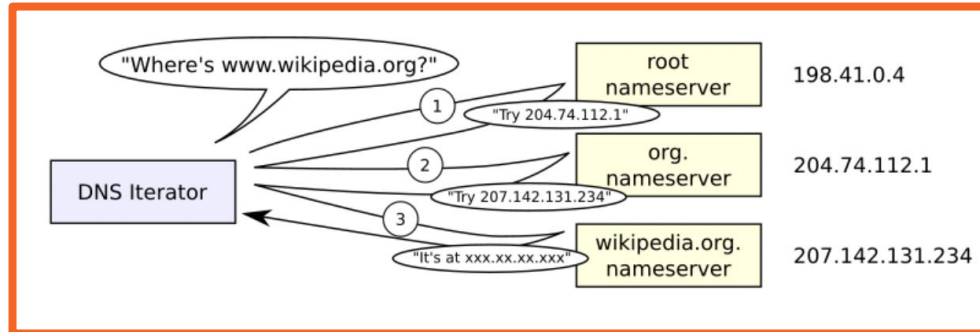 "Where's www.wikipedia.org?"
root
nameserver
198.41.0.4
1
"Try 204.74.112.1"
org.
nameserver
204.74.112.1
2
DNS Iterator
"Try 207.142.131.234"
3
wikipedia.org.
nameserver
207.142.131.234
"It's at xxx.xx.xx.xxx"